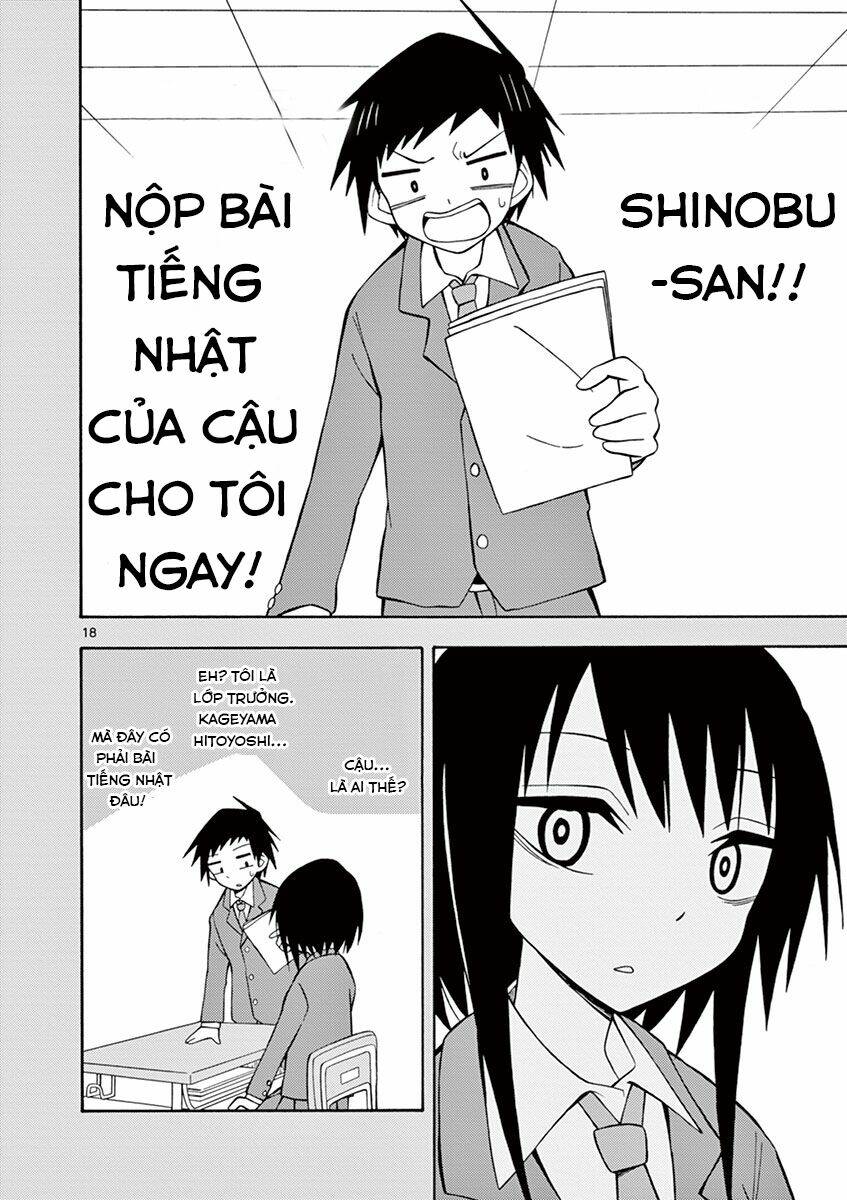 SHINOBU
-SAN!!
NỘP BÀI
TIẾNG
NHẬT
CỦA CẬU
CHO TÔI
NGAY!
18
CẬU...
LÀ AI THẾ?
EH? TÔI LÀ
LỚP TRƯỞNG.
KAGEYAMA
HITOYOSHI...
MÀ ĐÂY CÓ
PHẢI BÀI
TIẾNG NHẬT
ĐÂU!